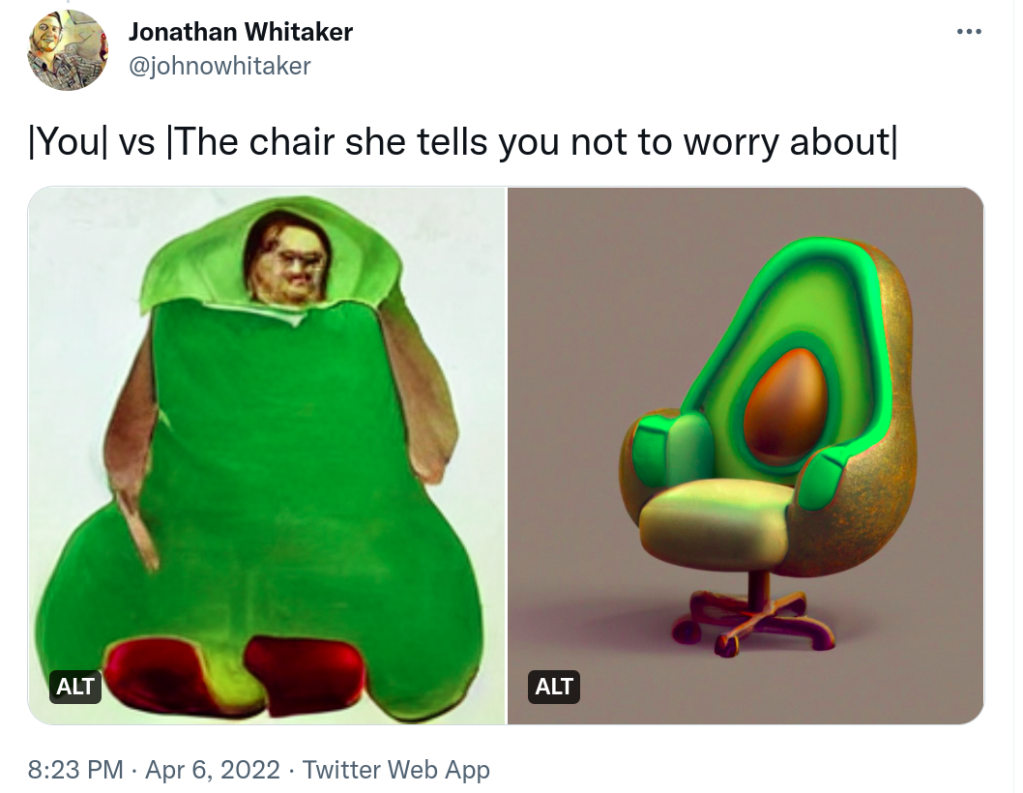 Jonathan Whitaker
@johnowhitaker
|You| vs |The chair she tells you not to worry about|
ALT
ALT
8:23 PM · Apr 6, 2022 · Twitter Web App